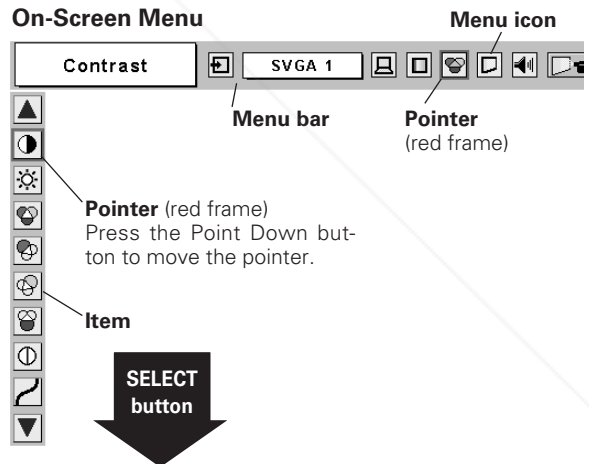 On-Screen Menu
Menu icon
Contrast
SVGA 1
Menu bar
Pointer
(red frame)
Pointer (red frame)
Press the Point Down but-
ton to move the pointer.
Item
SELECT
button